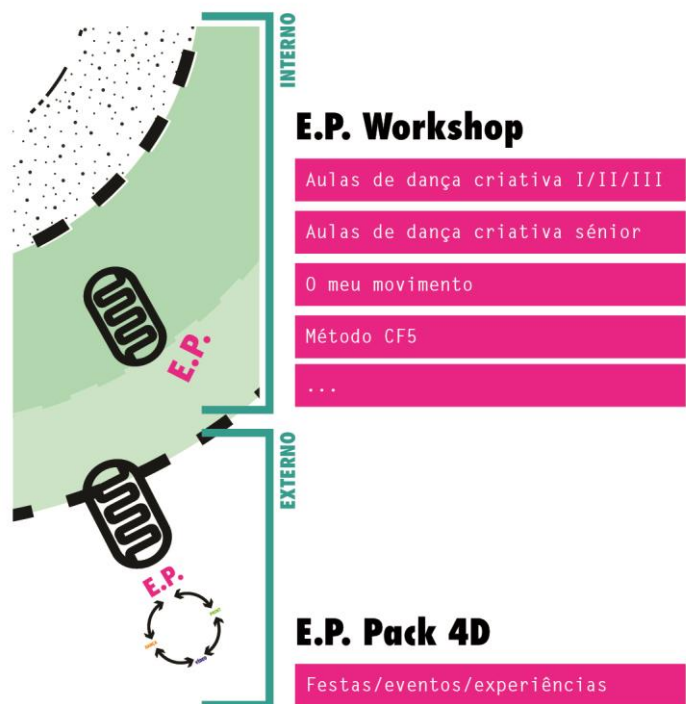 INTERNO
E.P. Workshop
Aulas de dança criativa I/II/III
Aulas de dança criativa sénior
O meu movimento
Método CF5
...
E.P.
EXTERNO
E.P.
E.P. Pack 4D
Festas/eventos/experiências